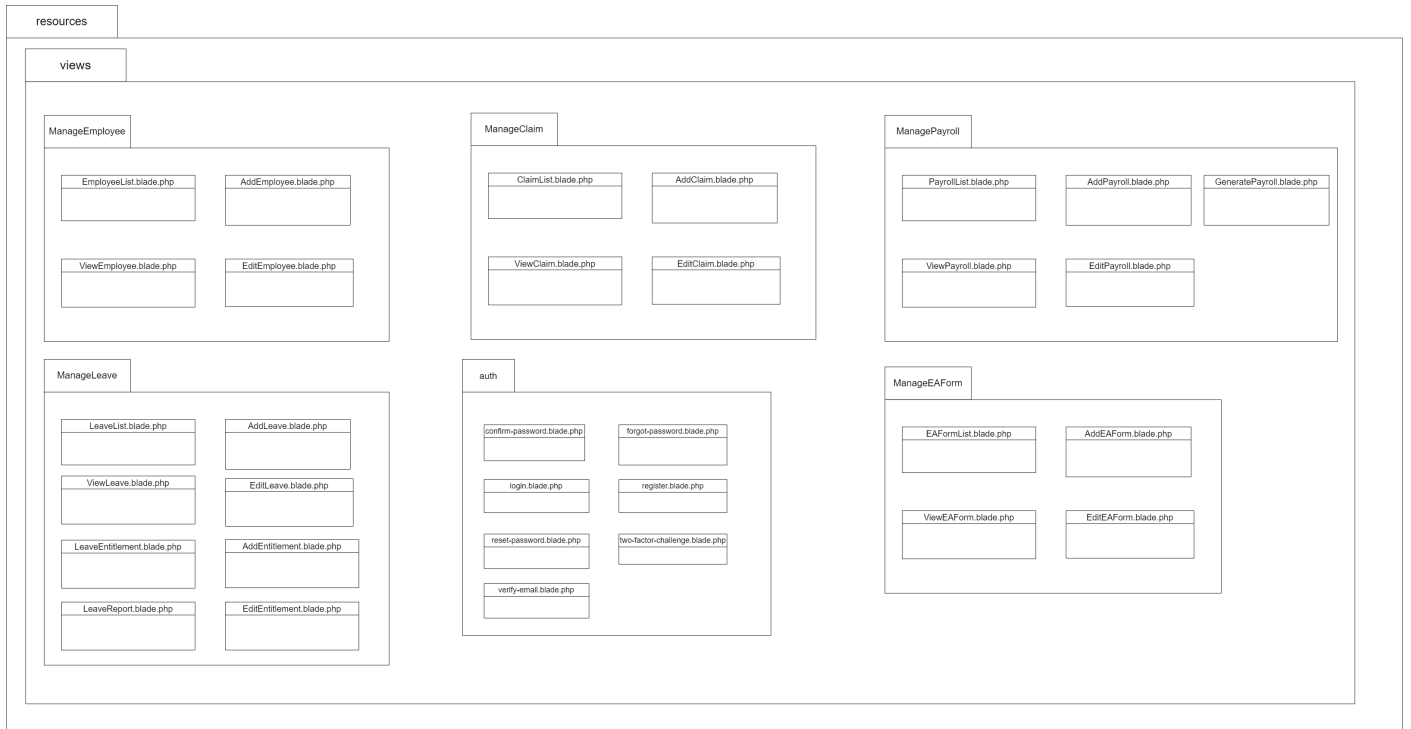 resources
views
ManageEmployee
EmployeeList.blade.php
AddEmployee.blade.php
ViewEmployee.blade.php
EditEmployee.blade.php
ManageClaim
ClaimList.blade.php
AddClaim.blade.php
ViewClaim.blade.php
EditClaim.blade.php
ManagePayroll
PayrollList.blade.php
AddPayroll.blade.php
GeneratePayroll.blade.php
ViewPayroll.blade.php
EditPayroll.blade.php
ManageLeave
LeaveList.blade.php
AddLeave.blade.php
ViewLeave.blade.php
EditLeave.blade.php
LeaveEntitlement.blade.php
AddEntitlement.blade.php
LeaveReport.blade.php
EditEntitlement.blade.php
auth
confirm-password.blade.php
forgot-password.blade.php
login.blade.php
register.blade.php
reset-password.blade.php
two-factor-challenge.blade.php
verify-email.blade.php
ManageEAForm
EAFormList.blade.php
AddEAForm.blade.php
ViewEAForm.blade.php
EditEAForm.blade.php